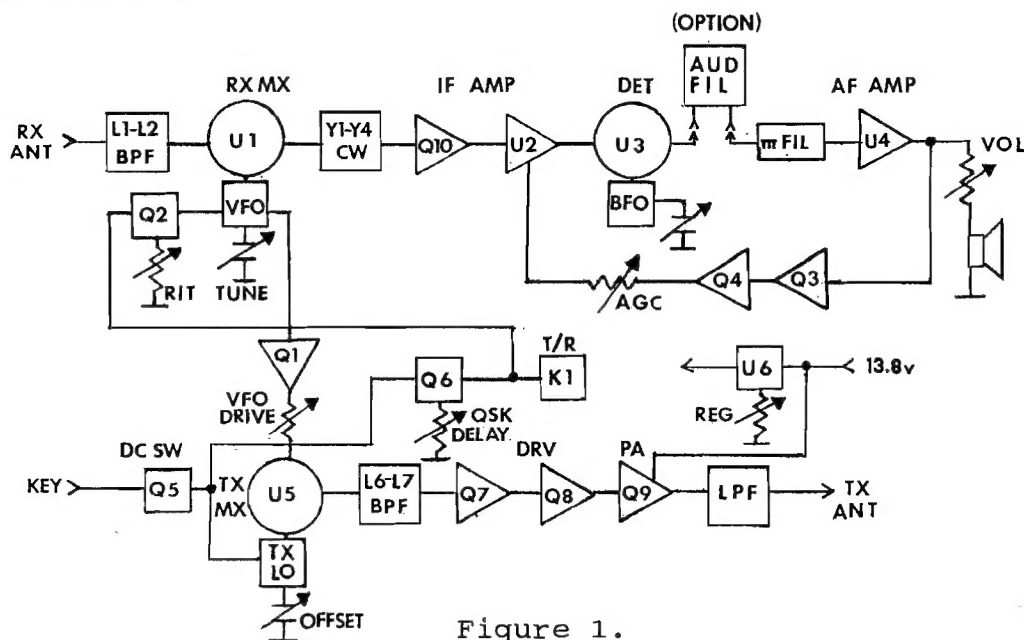 (OPTION)
RX MX
IF AMP
DET
AUD
FIL
AF AMP
RX
ANT
L1-L2
BPF
U1
Y1-Y4
CW
Q10
U2
U3
π FIL
U4
VOL
Q2
VFO
BFO
RIT
TUNE
AGC
Q4
Q3
Q1
T/R
Q6
K1
U6
13.8v
VFO
DRIVE
QSK
DELAY
REG
DC SW
DRV
PA
KEY
Q5
TX
MX
U5
L6-L7
BPF
Q7
Q8
Q9
LPF
TX
ANT
TX
LO
OFFSET
Figure 1.